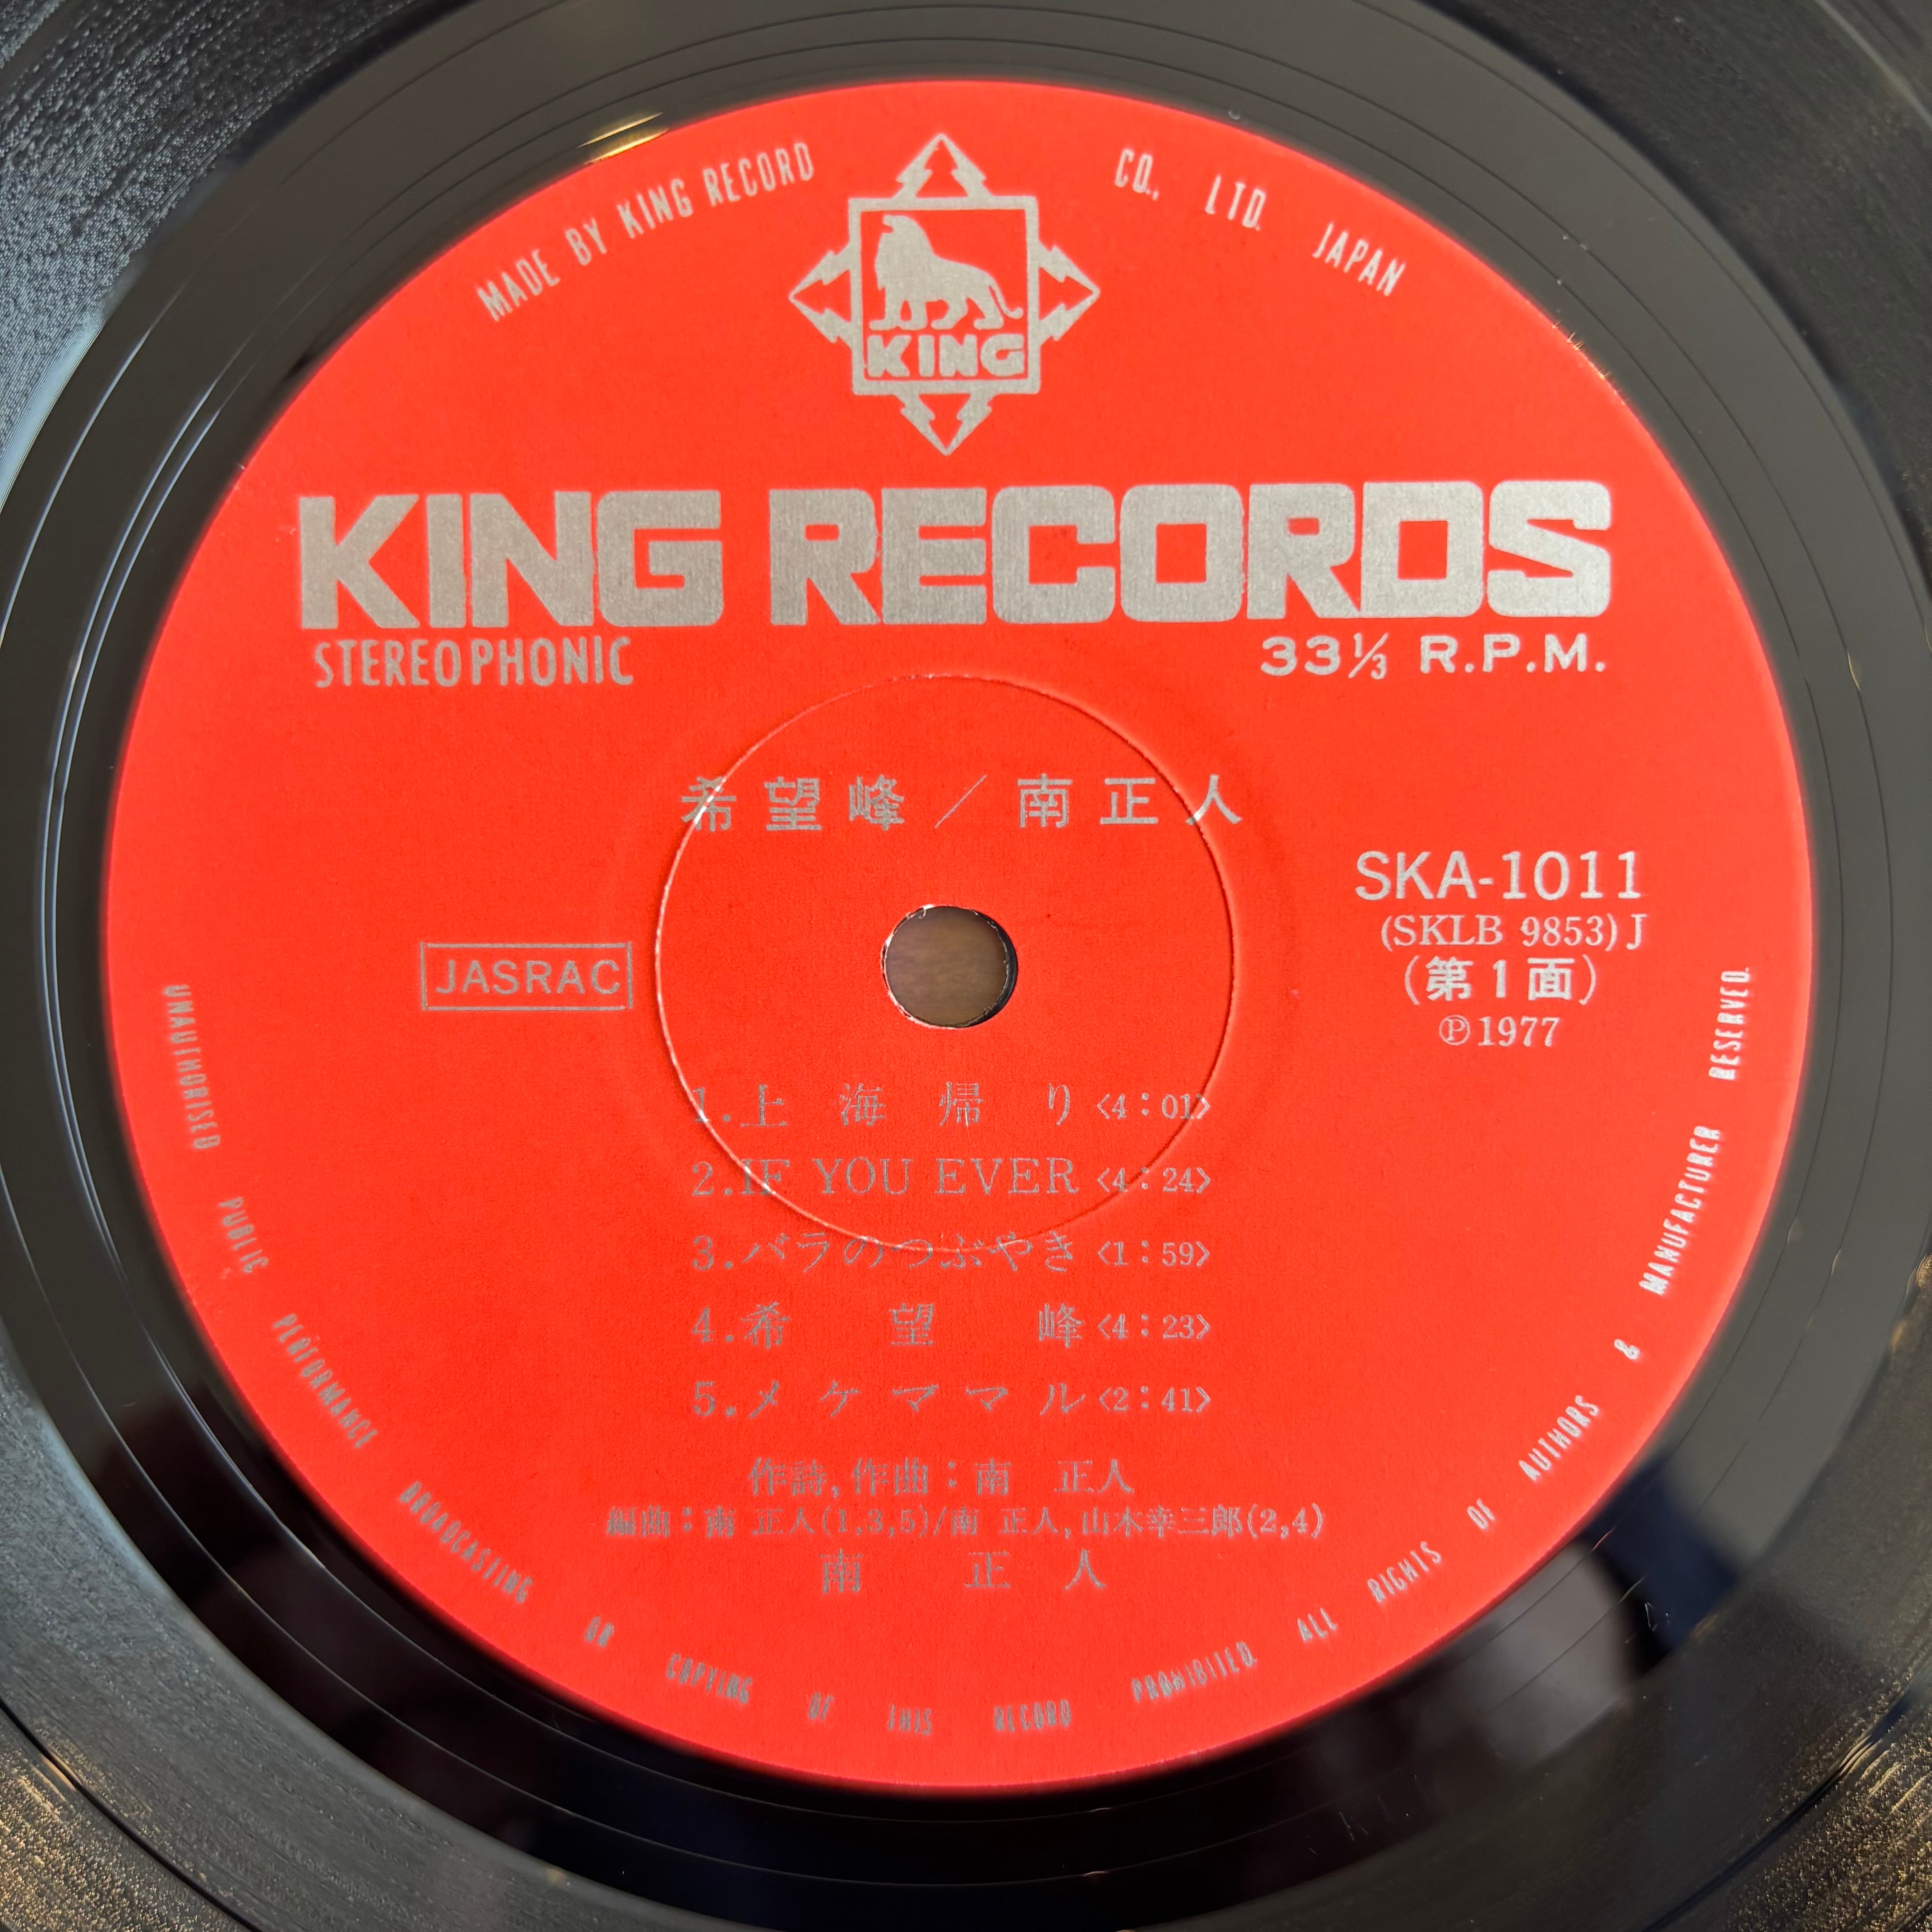 MADE BY KING RECORD CO., LTD. JAPAN
KING
KING RECORDS
STEREOPHONIC
33⅓ R.P.M.
希望峰／南正人
SKA-1011
(SKLB 9853) J
JASRAC
(第1面)
Ⓟ1977
1.上海帰り〈4：01〉
2.IF YOU EVER〈4：24〉
3.バラのつぶやき〈1：59〉
4.希望峰〈4：23〉
5.メケママル〈2：41〉
作詩,作曲：南 正人
編曲：南 正人(1,3,5)/南 正人,山本幸三郎(2,4)
南 正人
UNAUTHORISED PUBLIC PERFORMANCE BROADCASTING OR COPYING OF THIS RECORD PROHIBITED. ALL RIGHTS OF AUTHORS & MANUFACTURER RESERVED.